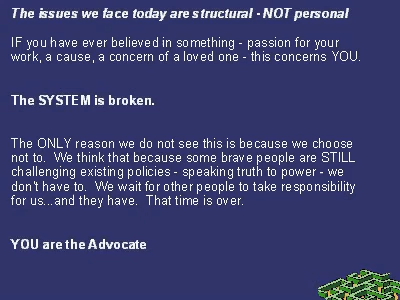 The issues we face today are structural - NOT personal
IF you have ever believed in something - passion for your
work, a cause, a concern of a loved one - this concerns YOU.
The SYSTEM is broken.
The ONLY reason we do not see this is because we choose
not to.  We think that because some brave people are STILL
challenging existing policies - speaking truth to power - we
don't have to.  We wait for other people to take responsibility
for us...and they have.  That time is over.
YOU are the Advocate